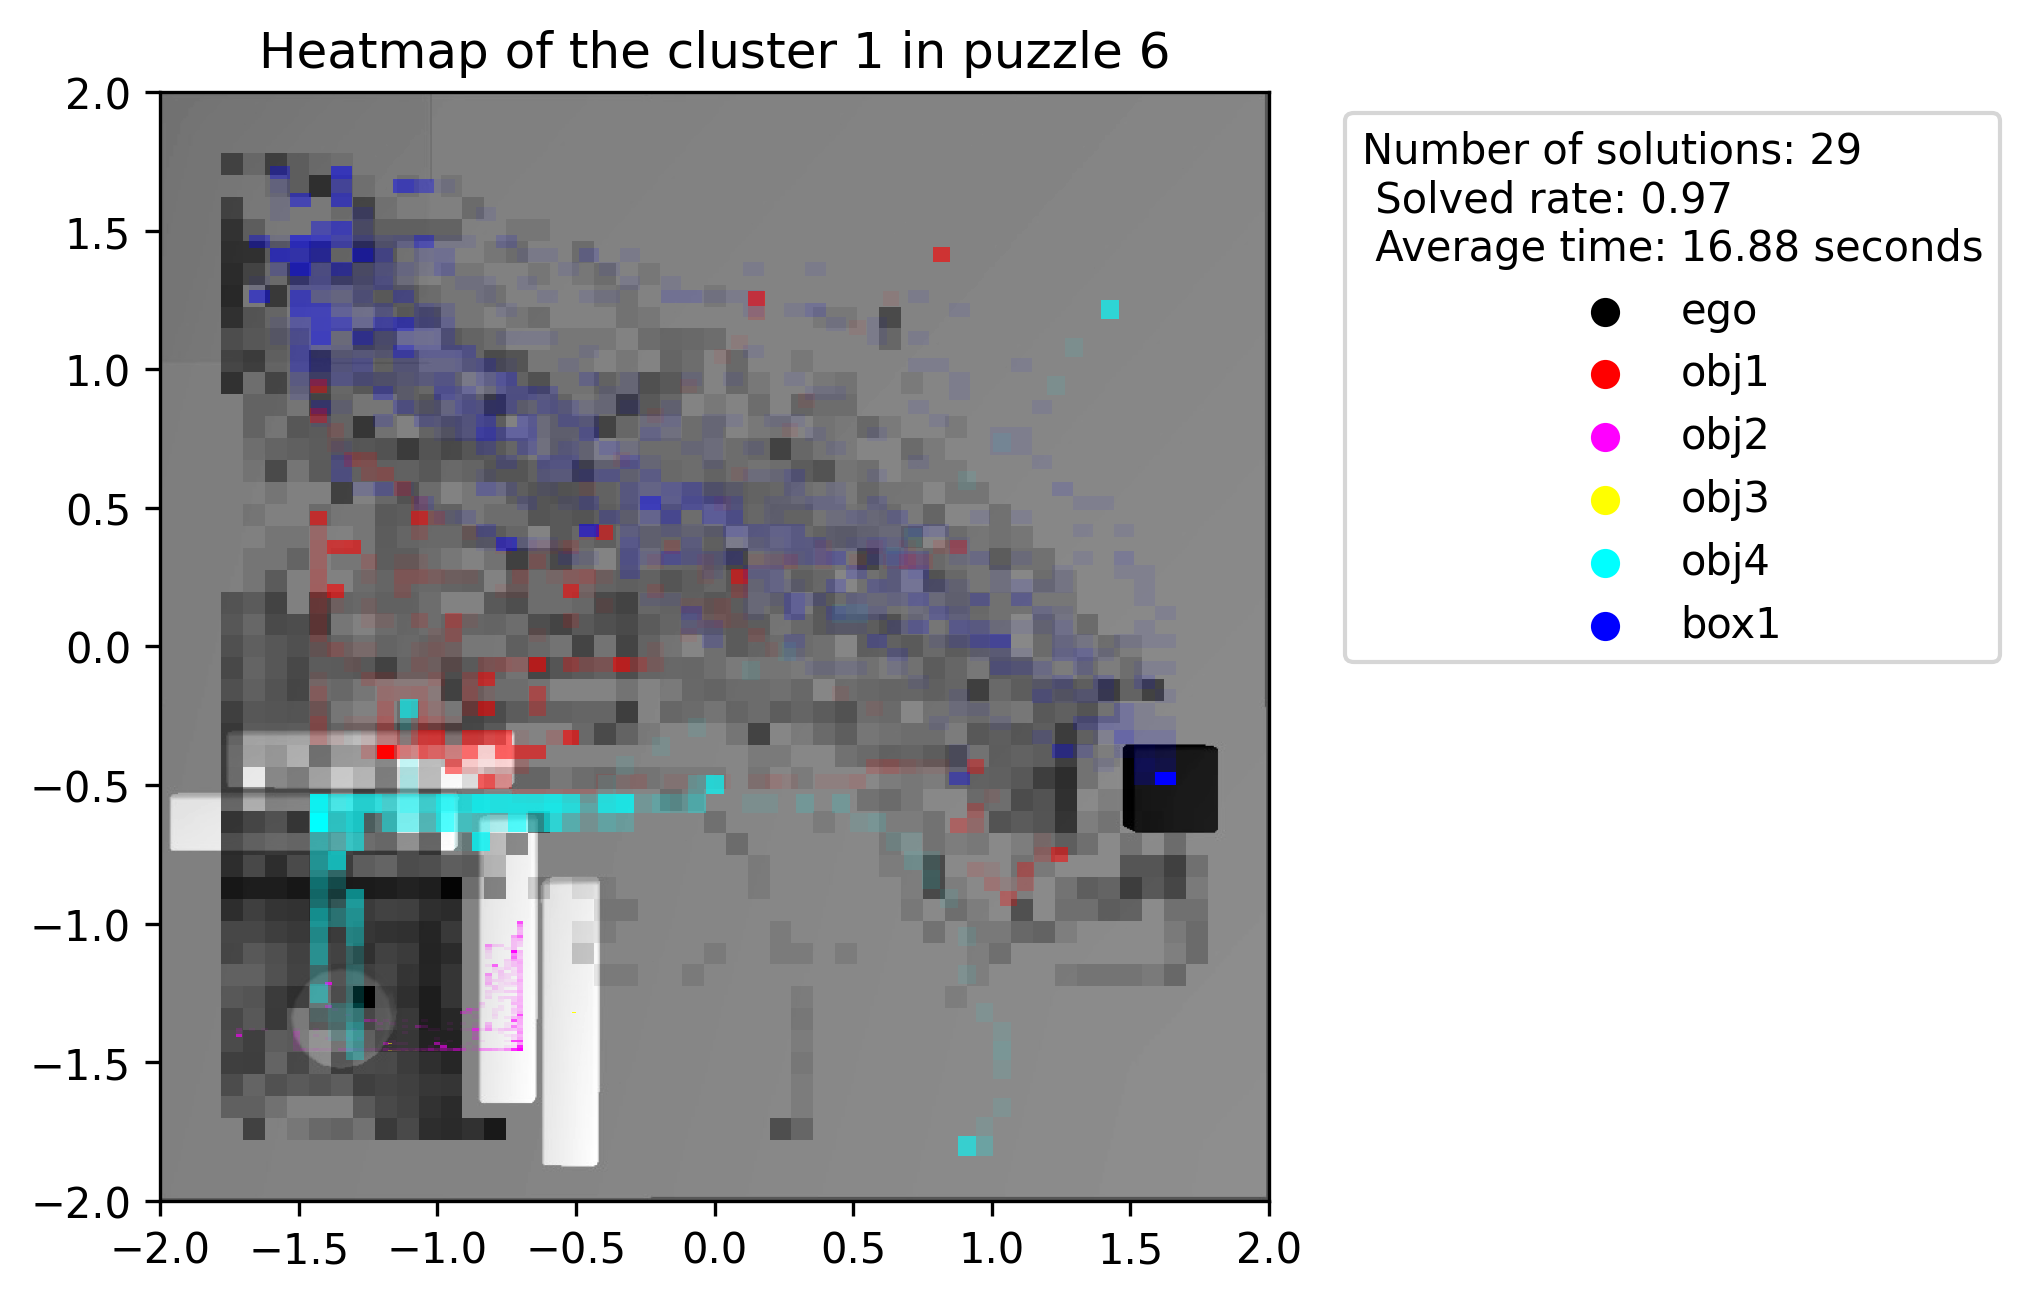 Heatmap of the cluster 1 in puzzle 6
2.0
1.5
1.0
0.5
0.0
−0.5
−1.0
−1.5
−2.0
−2.0 −1.5 −1.0 −0.5 0.0 0.5 1.0 1.5 2.0
Number of solutions: 29
Solved rate: 0.97
Average time: 16.88 seconds
ego
obj1
obj2
obj3
obj4
box1